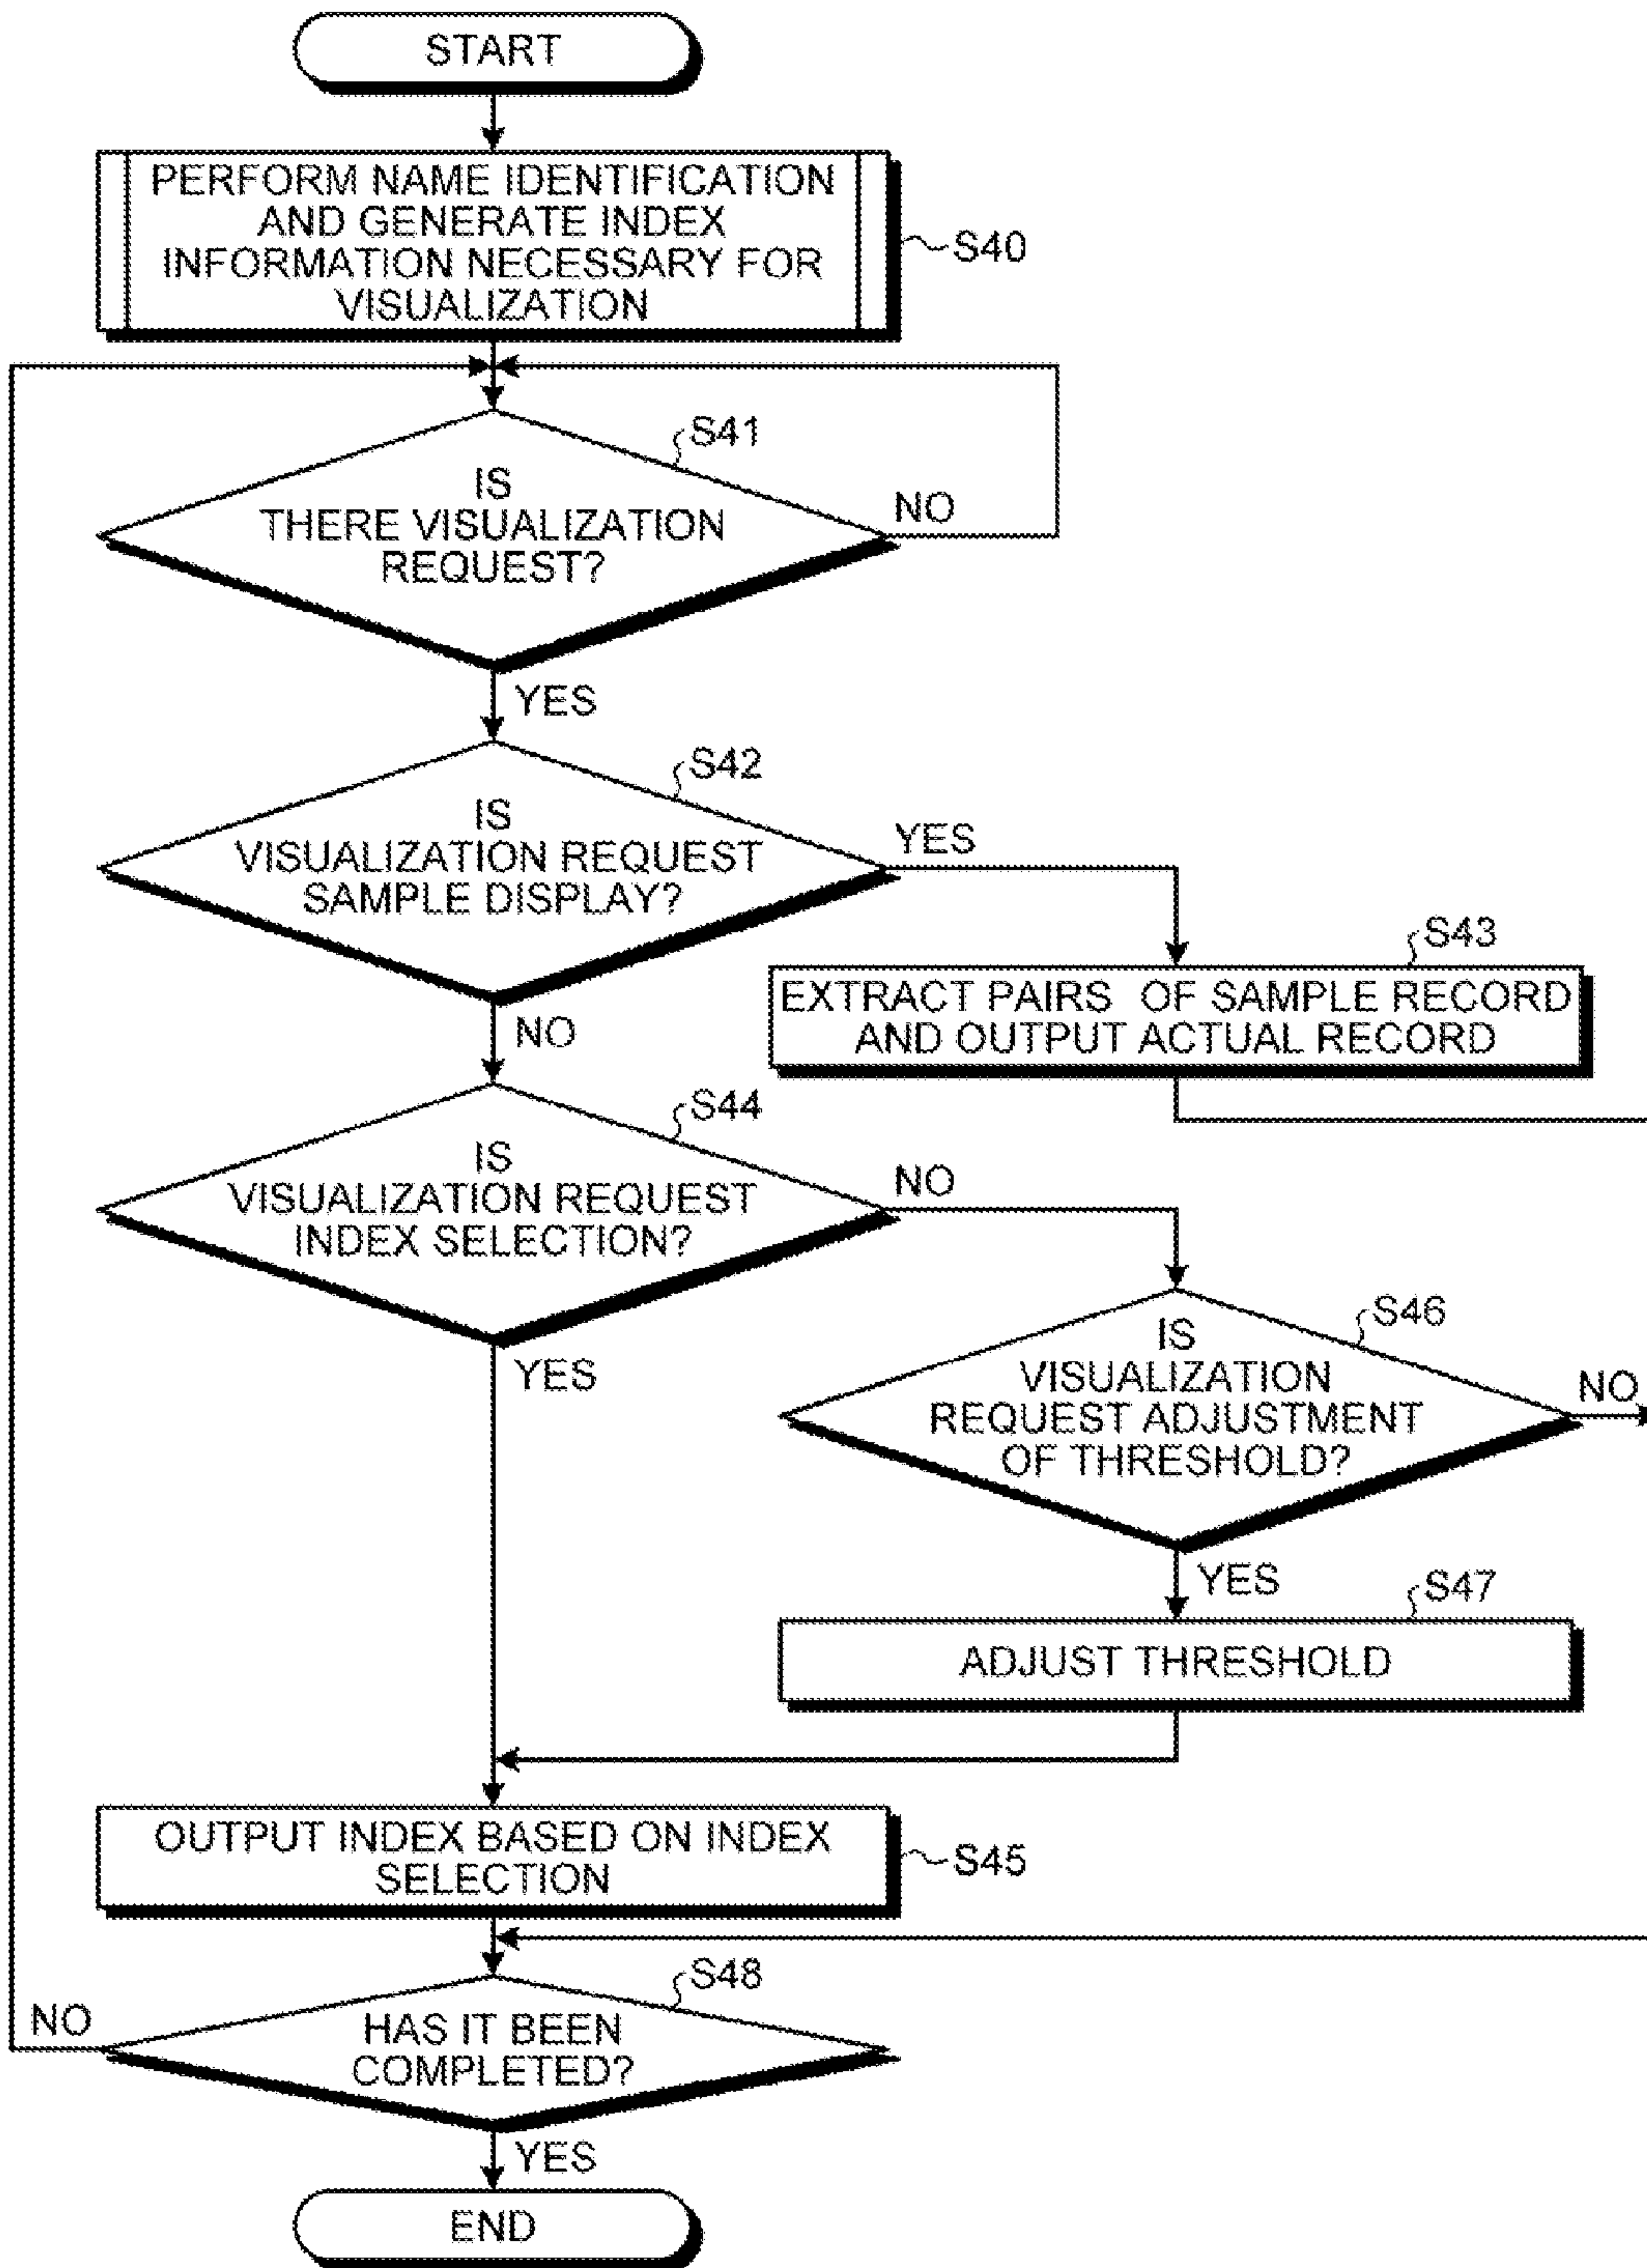 START
PERFORM NAME IDENTIFICATION
AND GENERATE INDEX
INFORMATION NECESSARY FOR
VISUALIZATION
S40
S41
IS
THERE VISUALIZATION
REQUEST?
NO
YES
S42
IS
VISUALIZATION REQUEST
SAMPLE DISPLAY?
YES
NO
S43
EXTRACT PAIRS OF SAMPLE RECORD
AND OUTPUT ACTUAL RECORD
S44
IS
VISUALIZATION REQUEST
INDEX SELECTION?
NO
YES
S46
IS
VISUALIZATION
REQUEST ADJUSTMENT
OF THRESHOLD?
NO
YES
S47
ADJUST THRESHOLD
OUTPUT INDEX BASED ON INDEX
SELECTION
S45
S48
HAS IT BEEN
COMPLETED?
NO
YES
END